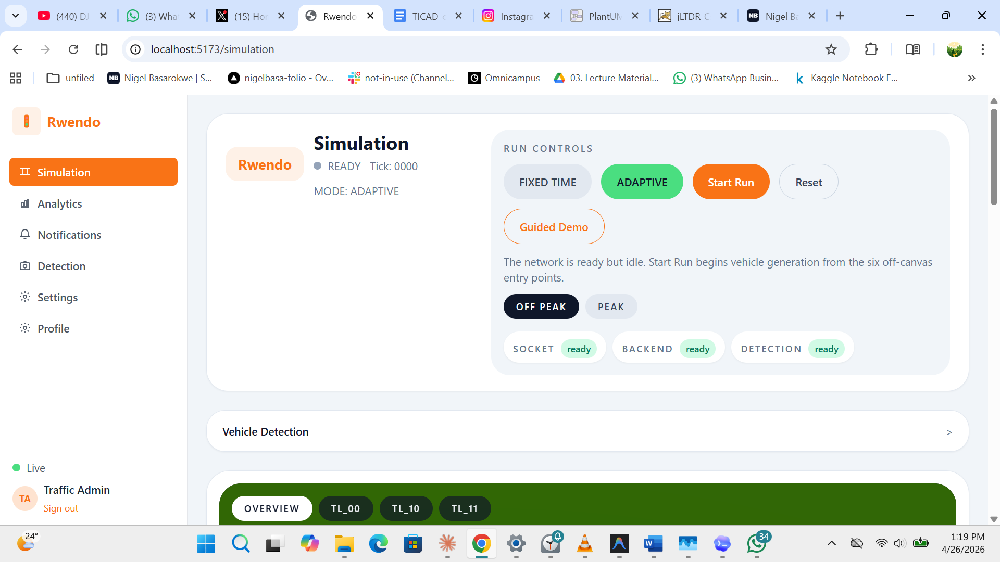 (440) DJ
(3) What
(15) Hor
Rwendo
TICAD_c
Instagra
PlantUM
jLTDR-C
NB
Nigel Ba
localhost:5173/simulation
unfiled
NB
Nigel Basarokwe | S...
nigelbasa-folio - Ov...
not-in-use (Channel...
Omnicampus
03. Lecture Material...
(3) WhatsApp Busin...
Kaggle Notebook E...
Rwendo
Simulation
Analytics
Notifications
Detection
Settings
Profile
Live
TA
Traffic Admin
Sign out
Rwendo
Simulation
READY Tick: 0000
MODE: ADAPTIVE
RUN CONTROLS
FIXED TIME
ADAPTIVE
Start Run
Reset
Guided Demo
The network is ready but idle. Start Run begins vehicle generation from the six off-canvas
entry points.
OFF PEAK
PEAK
SOCKET ready
BACKEND ready
DETECTION ready
Vehicle Detection
>
OVERVIEW
TL_00
TL_10
TL_11
24°
34
1:19 PM
4/26/2026